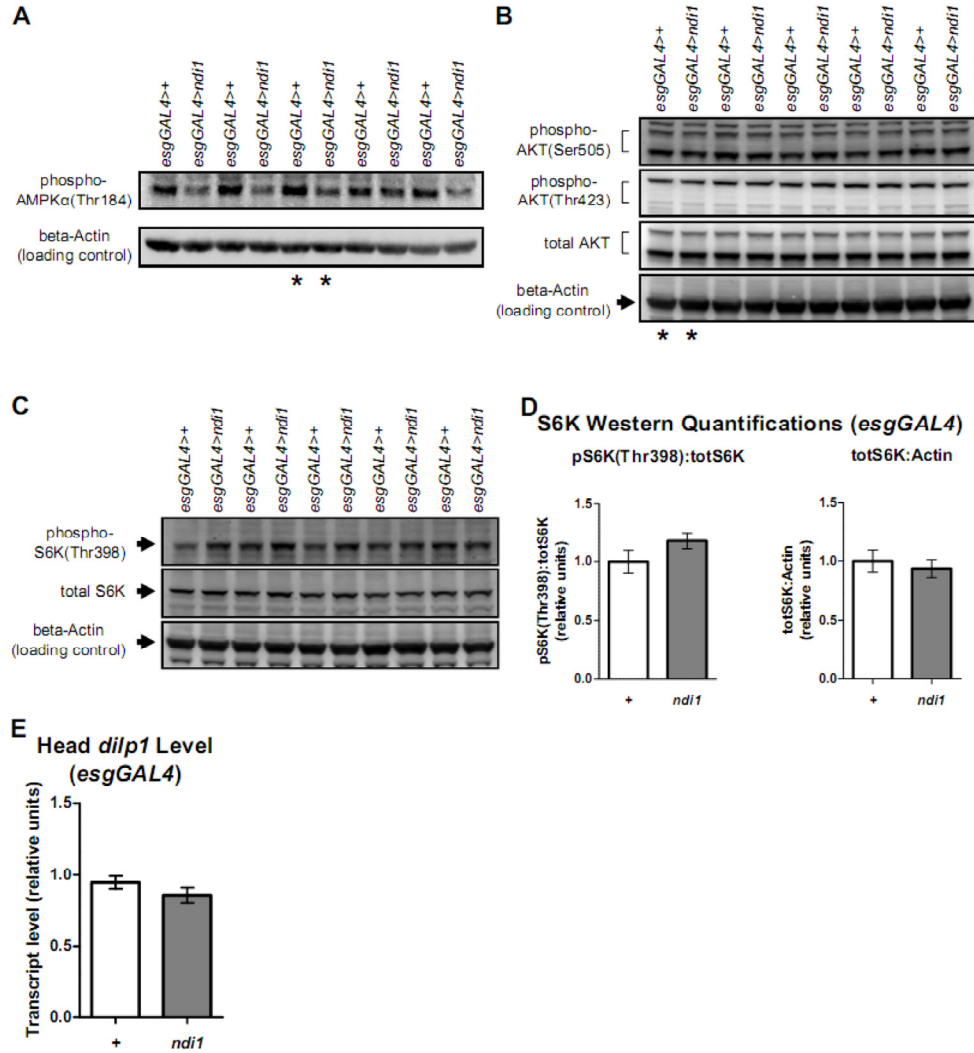 A
esgGAL4>+
esgGAL4>ndi1
esgGAL4>+
esgGAL4>ndi1
esgGAL4>+
esgGAL4>ndi1
esgGAL4>+
esgGAL4>ndi1
esgGAL4>+
esgGAL4>ndi1
phospho-
AMPKα(Thr184)
beta-Actin
(loading control)
* *
B
esgGAL4>+
esgGAL4>ndi1
esgGAL4>+
esgGAL4>ndi1
esgGAL4>+
esgGAL4>ndi1
esgGAL4>+
esgGAL4>ndi1
esgGAL4>+
esgGAL4>ndi1
phospho-
AKT(Ser505)
phospho-
AKT(Thr423)
total AKT
beta-Actin
(loading control)
* *
C
esgGAL4>+
esgGAL4>ndi1
esgGAL4>+
esgGAL4>ndi1
esgGAL4>+
esgGAL4>ndi1
esgGAL4>+
esgGAL4>ndi1
esgGAL4>+
esgGAL4>ndi1
phospho-
S6K(Thr398)
total S6K
beta-Actin
(loading control)
D
S6K Western Quantifications (esgGAL4)
pS6K(Thr398):totS6K
pS6K(Thr398):totS6K
(relative units)
1.5
1.0
0.5
0.0
+ ndi1
totS6K:Actin
totS6K:Actin
(relative units)
1.5
1.0
0.5
0.0
+ ndi1
E
Head dilp1 Level
(esgGAL4)
Transcript level (relative units)
1.5
1.0
0.5
0.0
+ ndi1